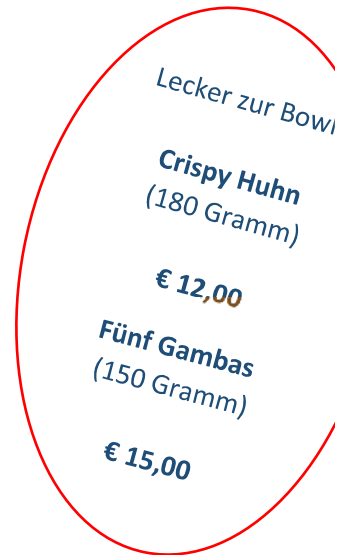 Lecker zur Bowl
Crispy Huhn
(180 Gramm)
€ 12,00
Fünf Gambas
(150 Gramm)
€ 15,00